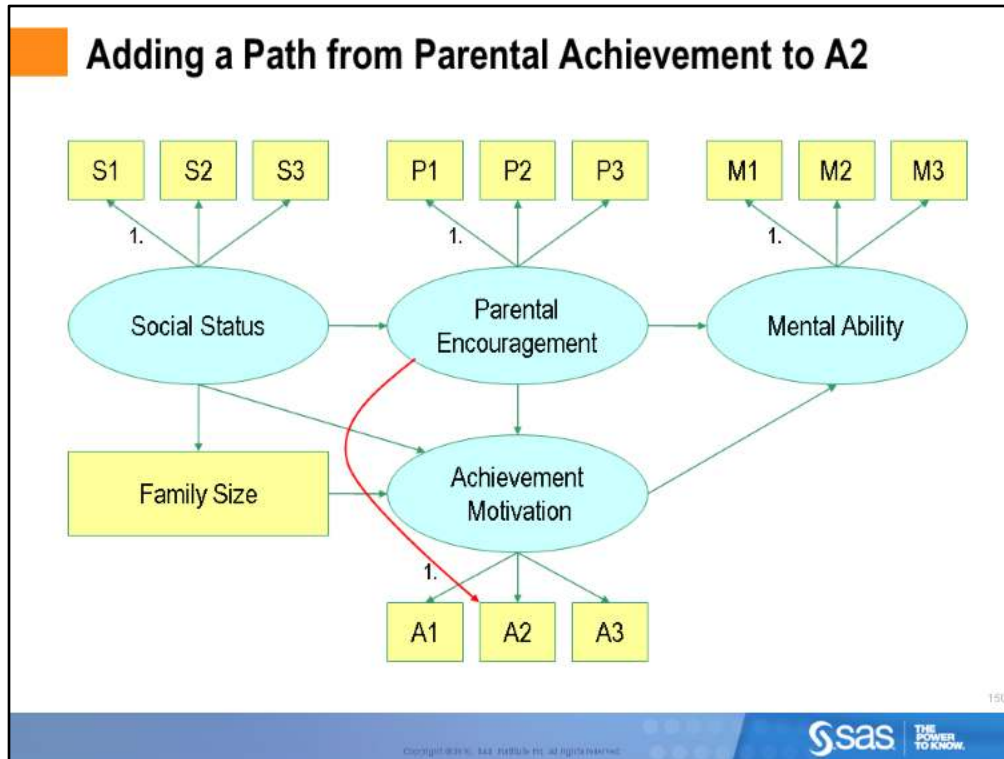 Adding a Path from Parental Achievement to A2
S1 S2 S3 P1 P2 P3 M1 M2 M3
1. 1. 1.
Social Status
Parental
Encouragement
Mental Ability
Family Size
Achievement
Motivation
1.
A1 A2 A3
150
sas THE
POWER
TO KNOW.